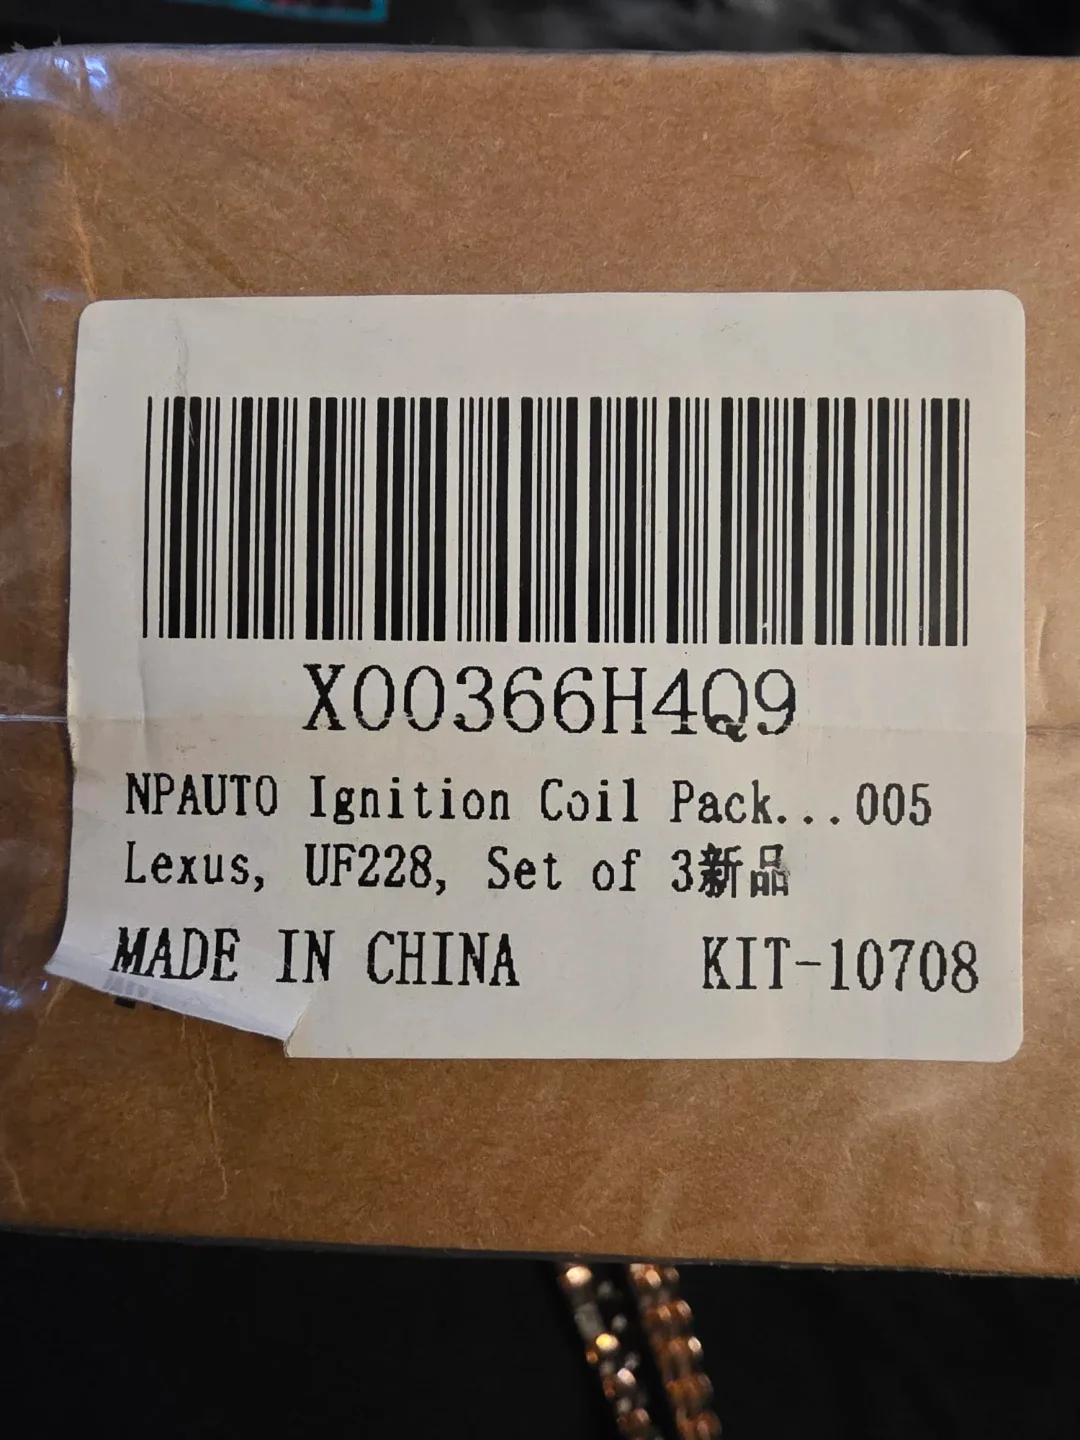 X00366H4Q9
NPAUTO Ignition Coil Pack...005
Lexus, UF228, Set of 3新品
MADE IN CHINA KIT-10708